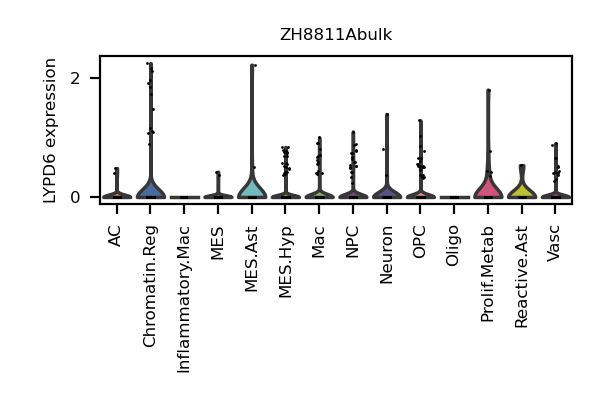 ZH8811Abulk
LYPD6 expression
2
0
AC
Chromatin.Reg
Inflammatory.Mac
MES
MES.Ast
MES.Hyp
Mac
NPC
Neuron
OPC
Oligo
Prolif.Metab
Reactive.Ast
Vasc